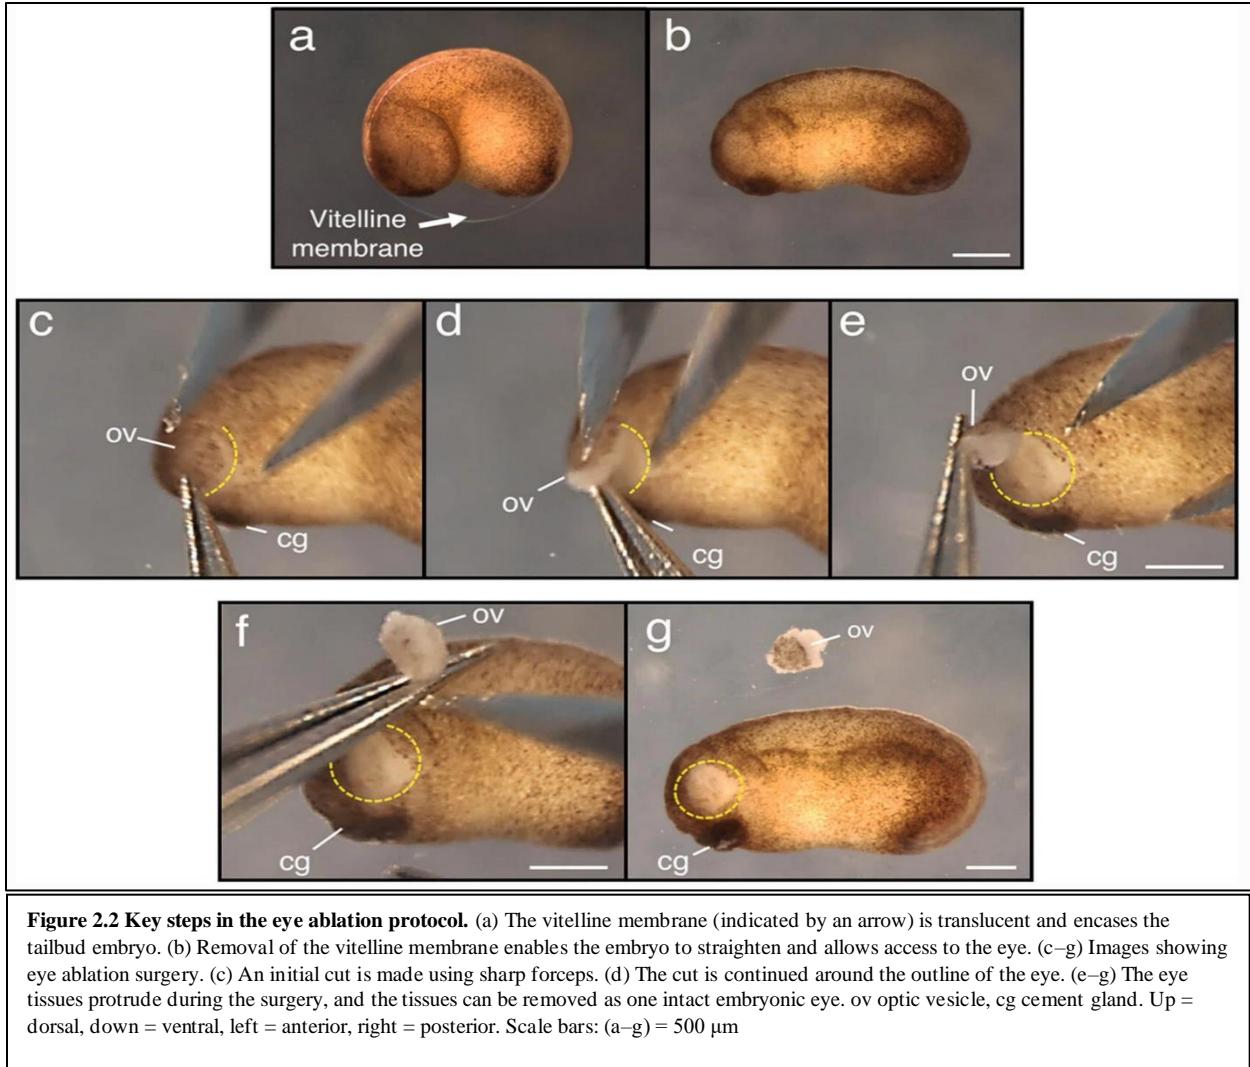 a
b
Vitelline
membrane
c
d
e
ov
cg
ov
cg
ov
cg
f
g
ov
cg
ov
cg
Figure 2.2 Key steps in the eye ablation protocol. (a) The vitelline membrane (indicated by an arrow) is translucent and encases the
tailbud embryo. (b) Removal of the vitelline membrane enables the embryo to straighten and allows access to the eye. (c–g) Images showing
eye ablation surgery. (c) An initial cut is made using sharp forceps. (d) The cut is continued around the outline of the eye. (e–g) The eye
tissues protrude during the surgery, and the tissues can be removed as one intact embryonic eye. ov optic vesicle, cg cement gland. Up =
dorsal, down = ventral, left = anterior, right = posterior. Scale bars: (a–g) = 500 μm